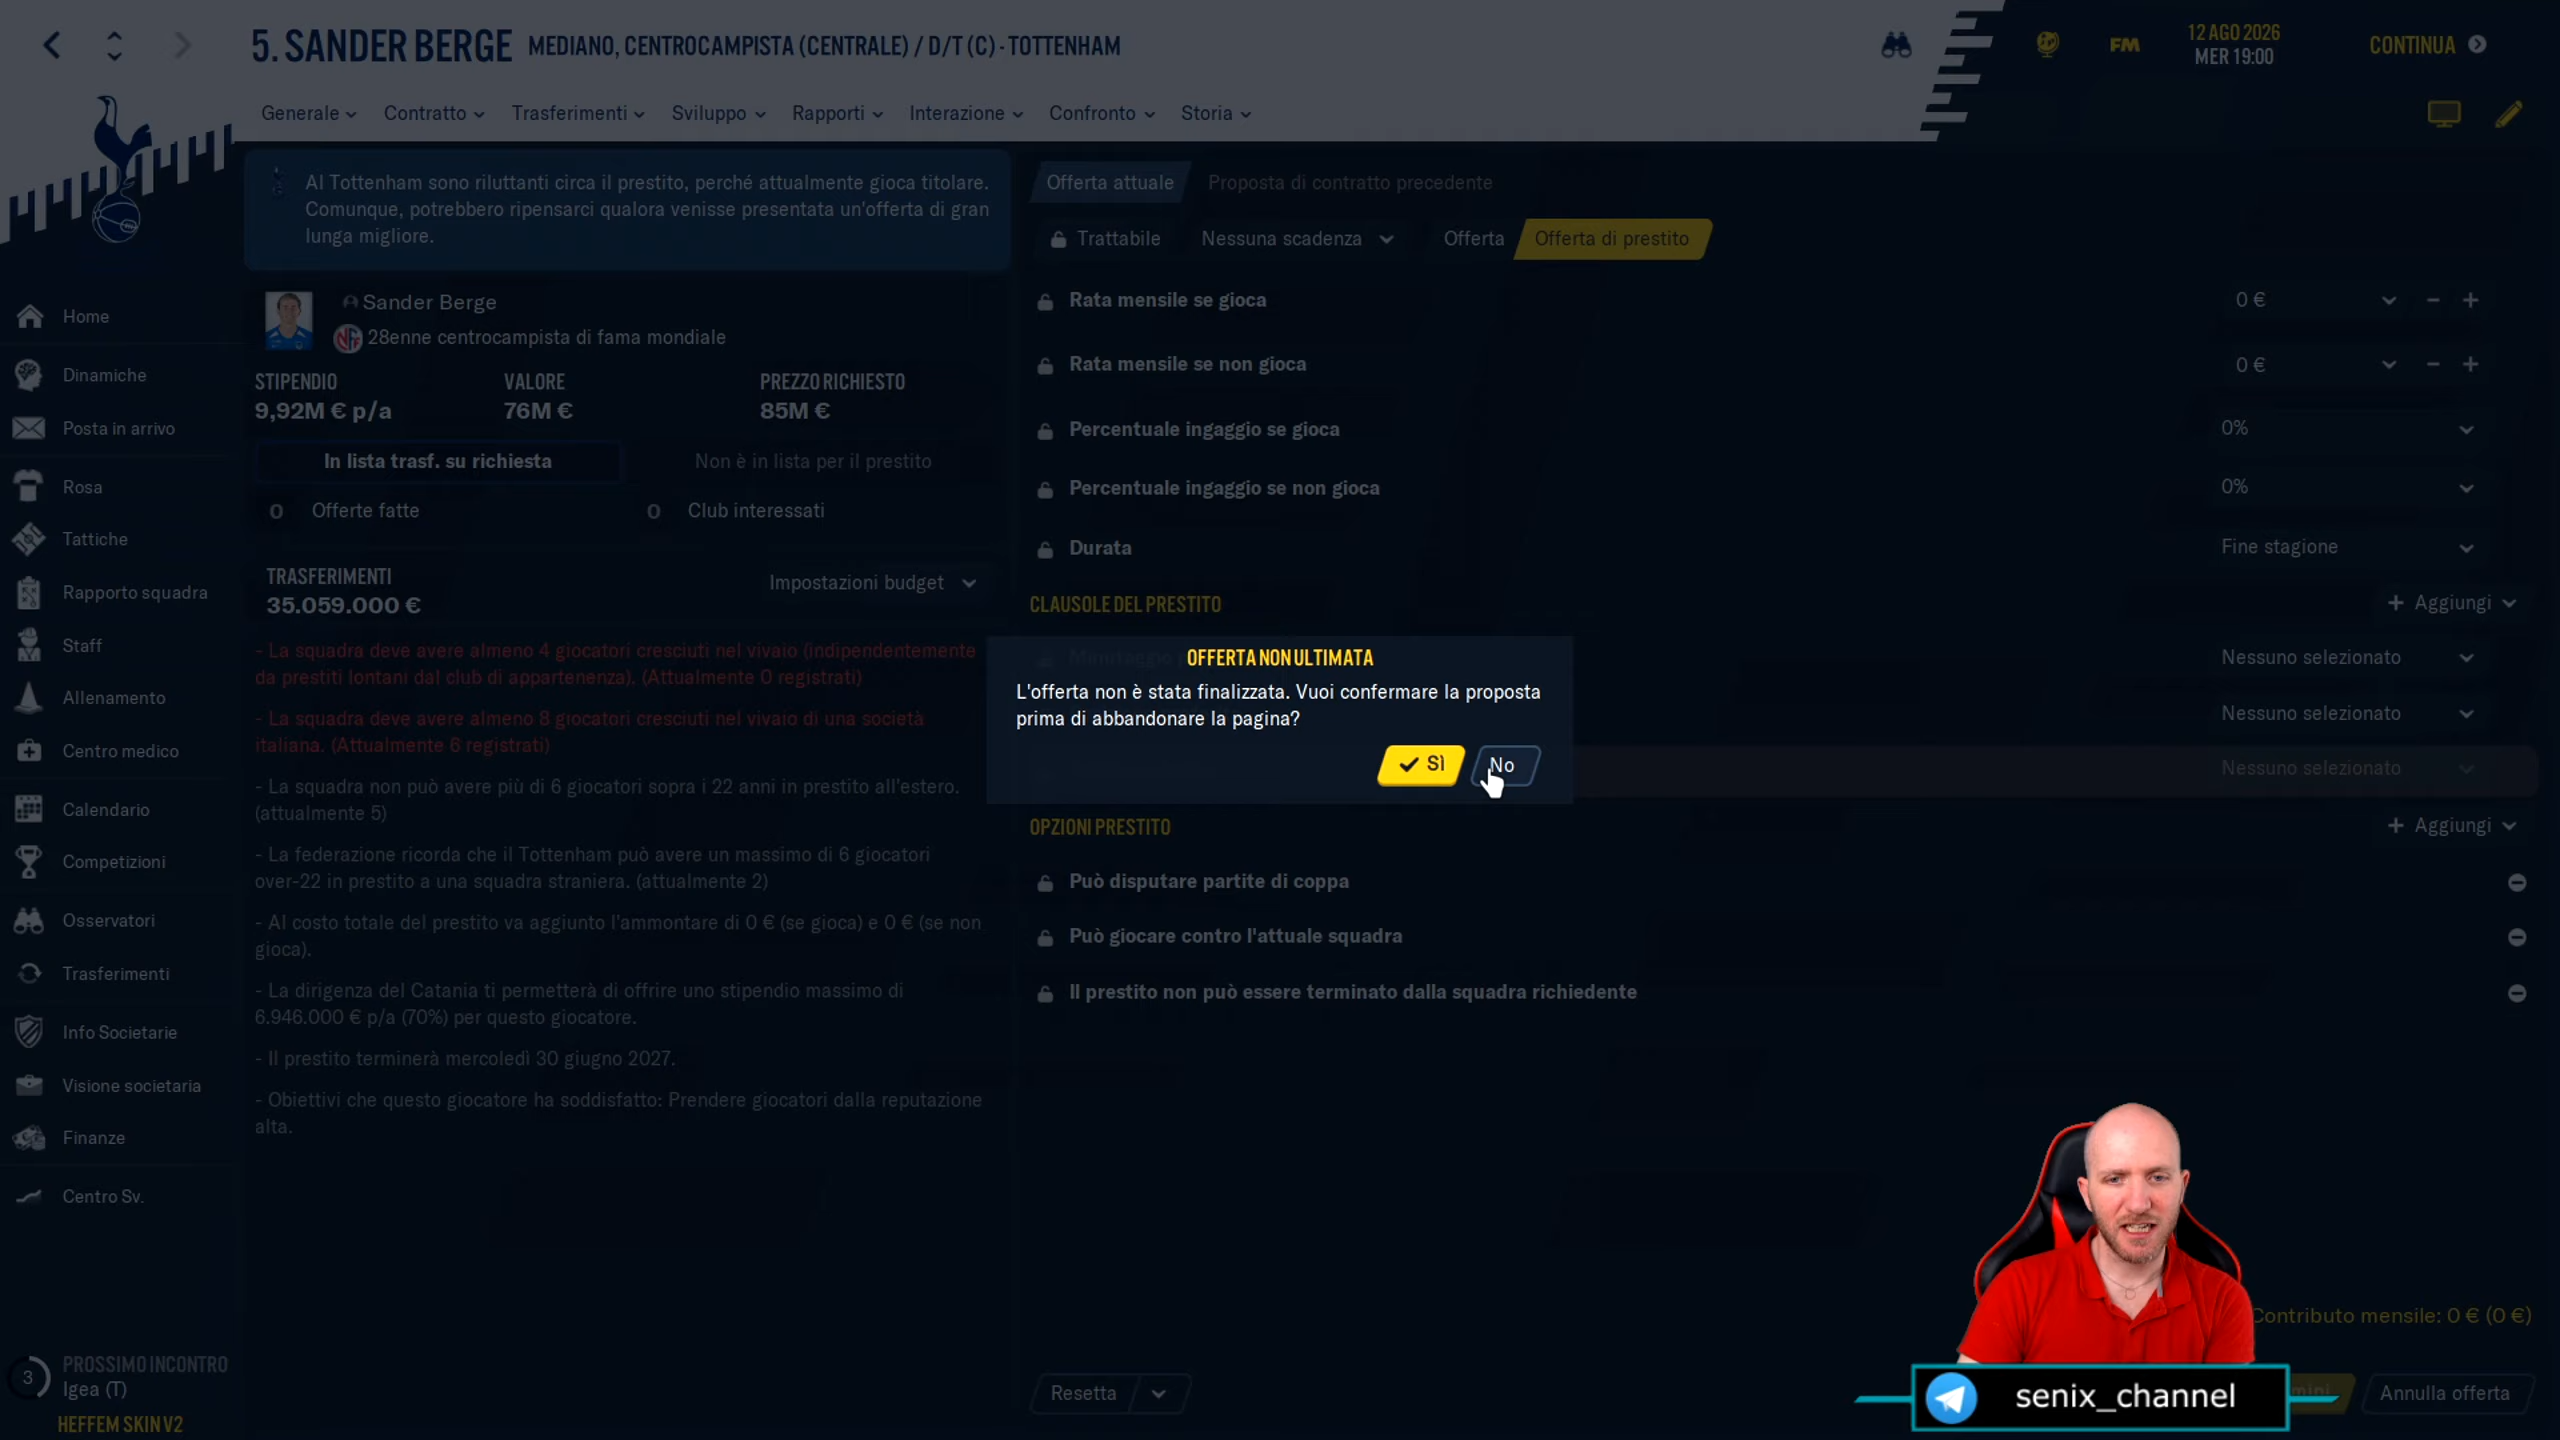 5. SANDER BERGE MEDIANO, CENTROCAMPISTA (CENTRALE) / D/T (C) - TOTTENHAM
FM
12 AGO 2026
MER 19:00
CONTINUA
Generale
Contratto
Trasferimenti
Sviluppo
Rapporti
Interazione
Confronto
Storia
Al Tottenham sono riluttanti circa il prestito, perché attualmente gioca titolare.
Comunque, potrebbero ripensarci qualora venisse presentata un'offerta di gran
lunga migliore.
Offerta attuale
Proposta di contratto precedente
Trattabile
Nessuna scadenza
Offerta
Offerta di prestito
Sander Berge
28enne centrocampista di fama mondiale
STIPENDIO
9,92M € p/a
VALORE
76M €
PREZZO RICHIESTO
85M €
In lista trasf. su richiesta
Non è in lista per il prestito
0 Offerte fatte
0 Club interessati
TRASFERIMENTI
35.059.000 €
Impostazioni budget
- La squadra deve avere almeno 4 giocatori cresciuti nel vivaio (indipendentemente
da prestiti lontani dal club di appartenenza). (Attualmente 0 registrati)
- La squadra deve avere almeno 8 giocatori cresciuti nel vivaio di una società
italiana. (Attualmente 6 registrati)
- La squadra non può avere più di 6 giocatori sopra i 22 anni in prestito all'estero.
(attualmente 5)
- La federazione ricorda che il Tottenham può avere un massimo di 6 giocatori
over-22 in prestito a una squadra straniera. (attualmente 2)
- Al costo totale del prestito va aggiunto l'ammontare di 0 € (se gioca) e 0 € (se non
gioca).
- La dirigenza del Catania ti permetterà di offrire uno stipendio massimo di
6.946.000 € p/a (70%) per questo giocatore.
- Il prestito terminerà mercoledì 30 giugno 2027.
- Obiettivi che questo giocatore ha soddisfatto: Prendere giocatori dalla reputazione
alta.
Rata mensile se gioca
0 €
Rata mensile se non gioca
0 €
Percentuale ingaggio se gioca
0%
Percentuale ingaggio se non gioca
0%
Durata
Fine stagione
CLAUSOLE DEL PRESTITO
+ Aggiungi
Nessuno selezionato
Nessuno selezionato
Nessuno selezionato
OFFERTA NON ULTIMATA
L'offerta non è stata finalizzata. Vuoi confermare la proposta
prima di abbandonare la pagina?
Sì
No
OPZIONI PRESTITO
+ Aggiungi
Può disputare partite di coppa
Può giocare contro l'attuale squadra
Il prestito non può essere terminato dalla squadra richiedente
Contributo mensile: 0 € (0 €)
Resetta
Annulla offerta
Home
Dinamiche
Posta in arrivo
Rosa
Tattiche
Rapporto squadra
Staff
Allenamento
Centro medico
Calendario
Competizioni
Osservatori
Trasferimenti
Info Societarie
Visione societaria
Finanze
Centro Sv.
3
PROSSIMO INCONTRO
Igea (T)
HEFFEM SKIN V2
senix_channel